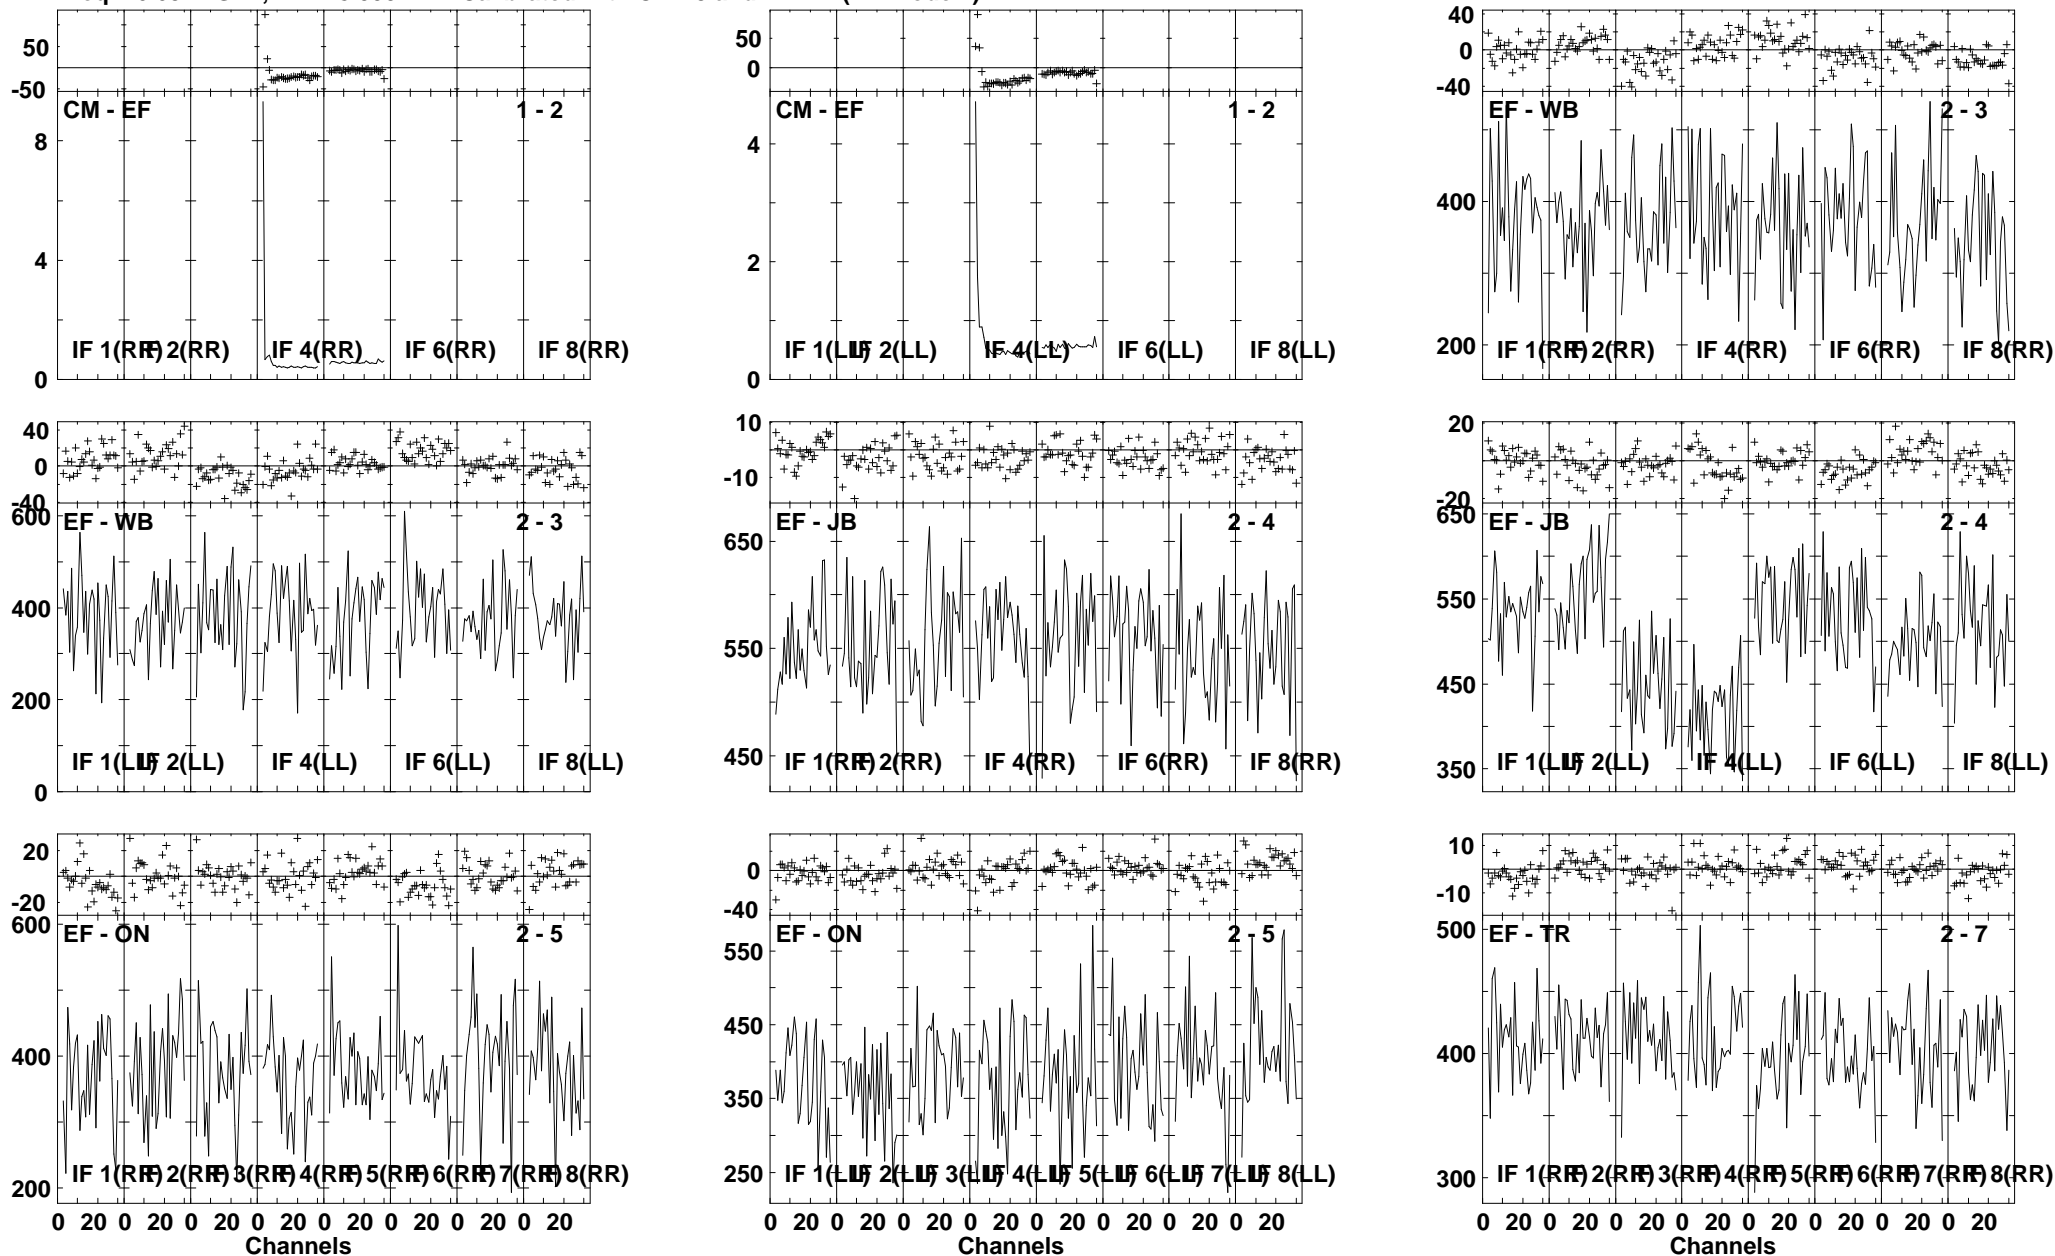 50
0
-50
CM - EF 1 - 2
8
4
0
IF 1(RR) IF 2(RR) IF 4(RR) IF 6(RR) IF 8(RR)
50
0
CM - EF 1 - 2
4
2
0
IF 1(LL) IF 2(LL) IF 4(LL) IF 6(LL) IF 8(LL)
40
0
-40
EF - WB 2 - 3
400
200
IF 1(RR) IF 2(RR) IF 4(RR) IF 6(RR) IF 8(RR)
40
0
-40
600
EF - WB 2 - 3
400
200
0
IF 1(LL) IF 2(LL) IF 4(LL) IF 6(LL) IF 8(LL)
10
-10
EF - JB 2 - 4
650
550
450
IF 1(RR) IF 2(RR) IF 4(RR) IF 6(RR) IF 8(RR)
20
-20
650
EF - JB 2 - 4
550
450
350
IF 1(LL) IF 2(LL) IF 4(LL) IF 6(LL) IF 8(LL)
20
0
-20
600
EF - ON 2 - 5
400
200
IF 1(RR) IF 2(RR) IF 3(RR) IF 4(RR) IF 5(RR) IF 6(RR) IF 7(RR) IF 8(RR)
0 20 0 20 0 20 0 20 0 20 0 20 0 20 0 20
Channels
0
-40
EF - ON 2 - 5
550
450
350
250
IF 1(LL) IF 2(LL) IF 3(LL) IF 4(LL) IF 5(LL) IF 6(LL) IF 7(LL) IF 8(LL)
0 20 0 20 0 20 0 20 0 20 0 20 0 20 0 20
Channels
10
-10
500
EF - TR 2 - 7
400
300
IF 1(RR) IF 2(RR) IF 3(RR) IF 4(RR) IF 5(RR) IF 6(RR) IF 7(RR) IF 8(RR)
0 20 0 20 0 20 0 20 0 20 0 20 0 20 0 20
Channels